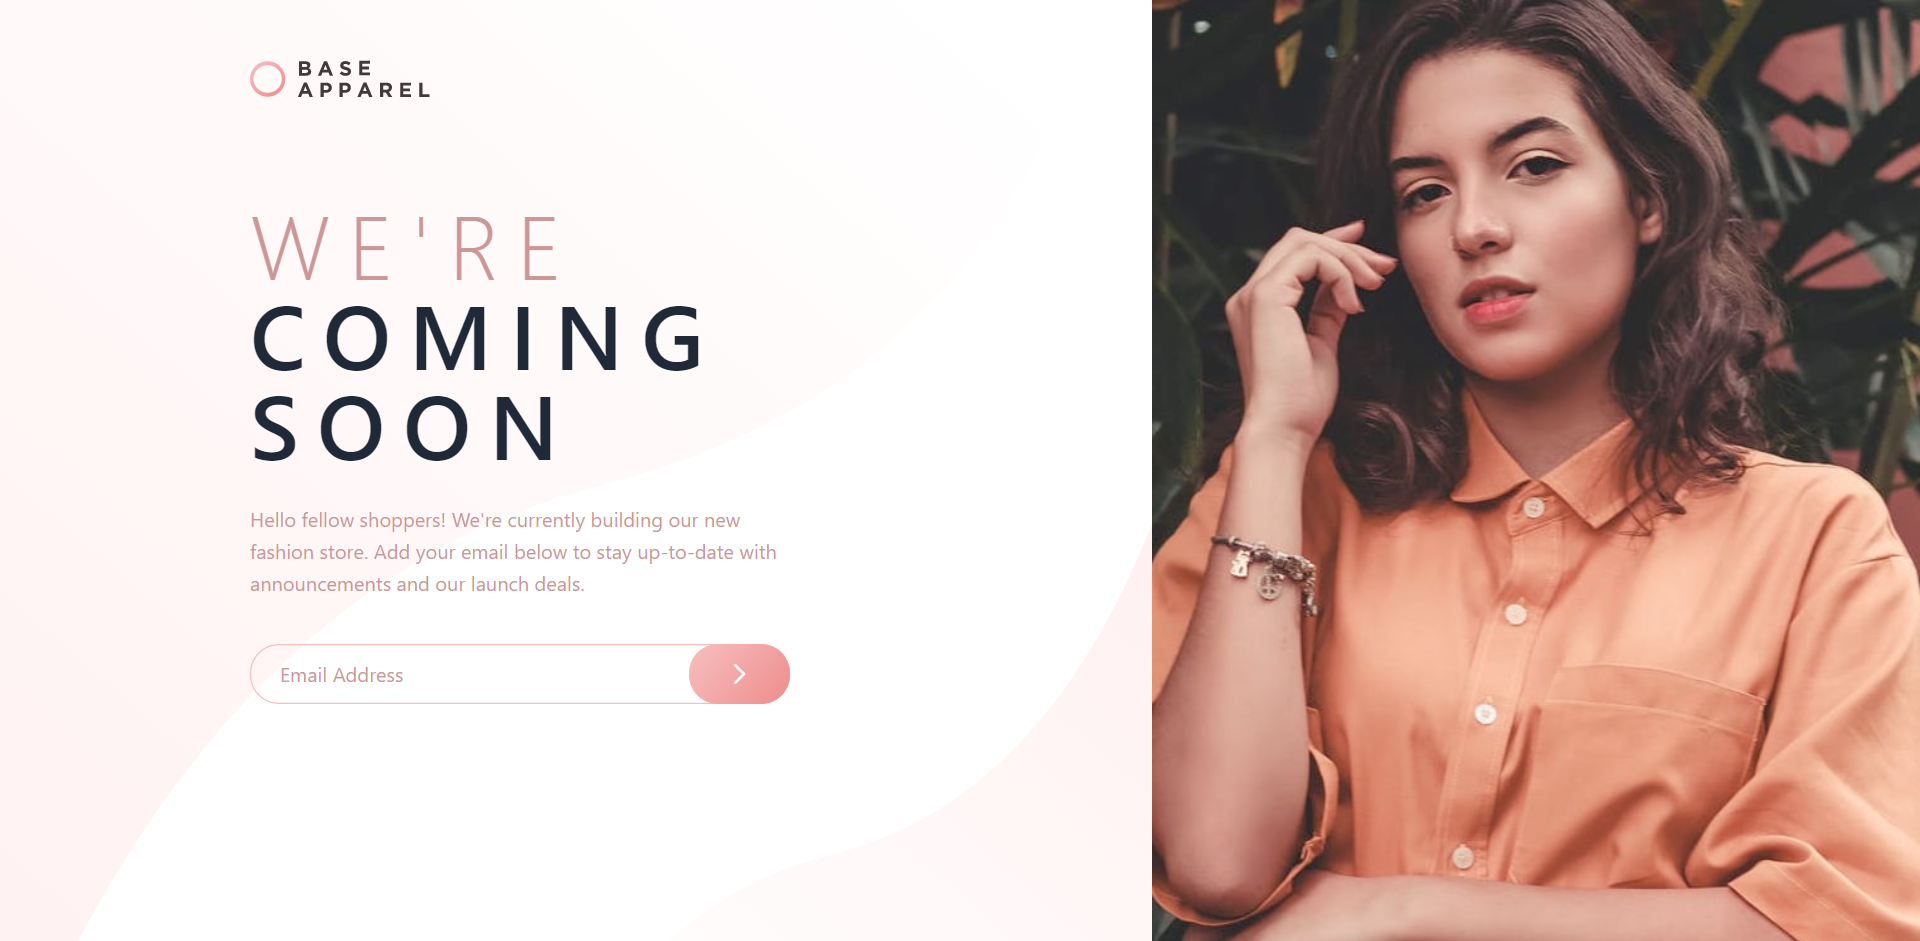 BASE
APPAREL
WE'RE
COMING
SOON
Hello fellow shoppers! We're currently building our new
fashion store. Add your email below to stay up-to-date with
announcements and our launch deals.
Email Address